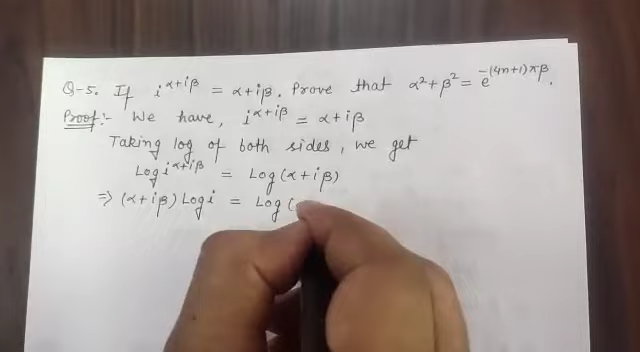 Q-5. If i^α+iβ = α+iβ. Prove that α²+β² = e^-(4n+1)πβ.
Proof:- We have, i^α+iβ = α+iβ
Taking log of both sides, we get
Log i^α+iβ = Log(α+iβ)
⇒ (α+iβ) Log i = Log(